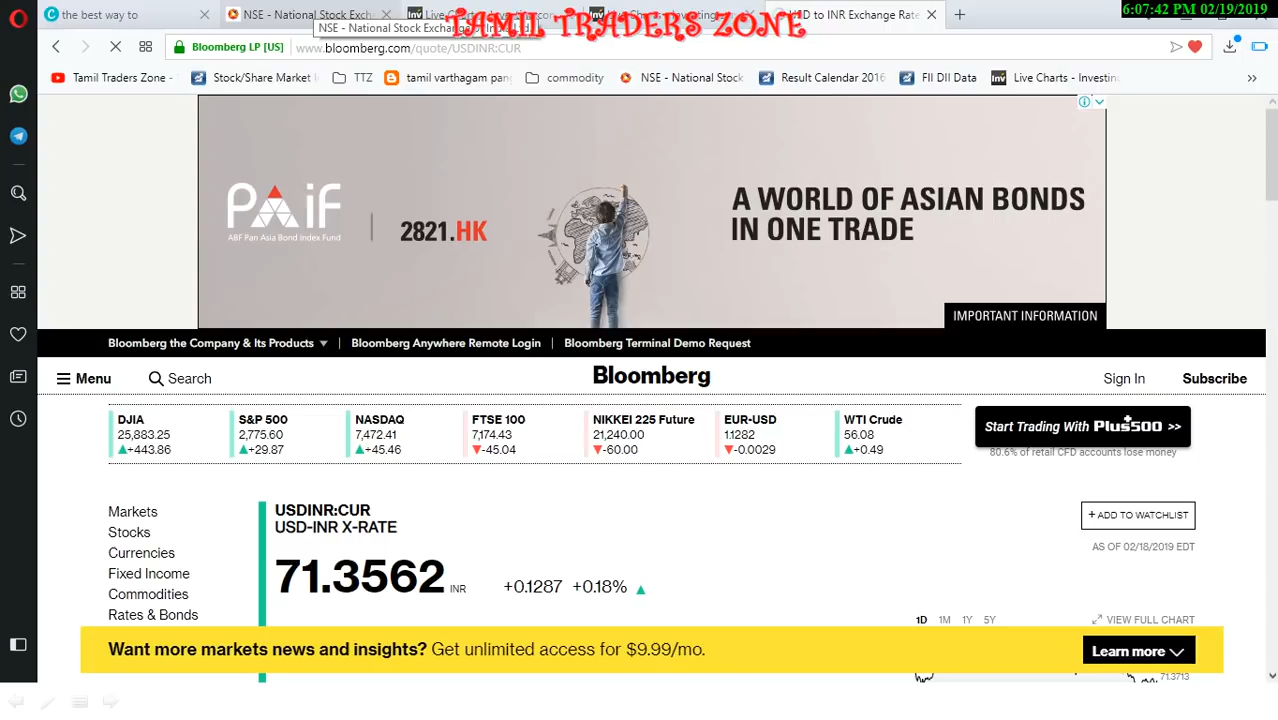 6:07:42 PM 02/19/2019
the best way to
NSE - National Stock Exch
USD to INR Exchange Rate
TAMIL TRADERS ZONE
NSE - National Stock Exchange
Bloomberg LP [US]
www.bloomberg.com/quote/USDINR:CUR
Tamil Traders Zone -
Stock/Share Market I
TTZ
tamil varthagam pan
commodity
NSE - National Stock
Result Calendar 2016
FII DII Data
Inv
Live Charts - Investin
PAIF
ABF Pan Asia Bond Index Fund
2821.HK
A WORLD OF ASIAN BONDS
IN ONE TRADE
IMPORTANT INFORMATION
Bloomberg the Company & Its Products
Bloomberg Anywhere Remote Login
Bloomberg Terminal Demo Request
Menu
Search
Bloomberg
Sign In
Subscribe
DJIA
25,883.25
+443.86
S&P 500
2,775.60
+29.87
NASDAQ
7,472.41
+45.46
FTSE 100
7,174.43
-45.04
NIKKEI 225 Future
21,240.00
-60.00
EUR-USD
1.1282
-0.0029
WTI Crude
56.08
+0.49
Start Trading With Plus500 >>
80.6% of retail CFD accounts lose money
Markets
Stocks
Currencies
Fixed Income
Commodities
Rates & Bonds
USDINR:CUR
USD-INR X-RATE
71.3562 INR +0.1287 +0.18%
+ ADD TO WATCHLIST
AS OF 02/18/2019 EDT
1D 1M 1Y 5Y
VIEW FULL CHART
Want more markets news and insights? Get unlimited access for $9.99/mo.
Learn more
71.3713